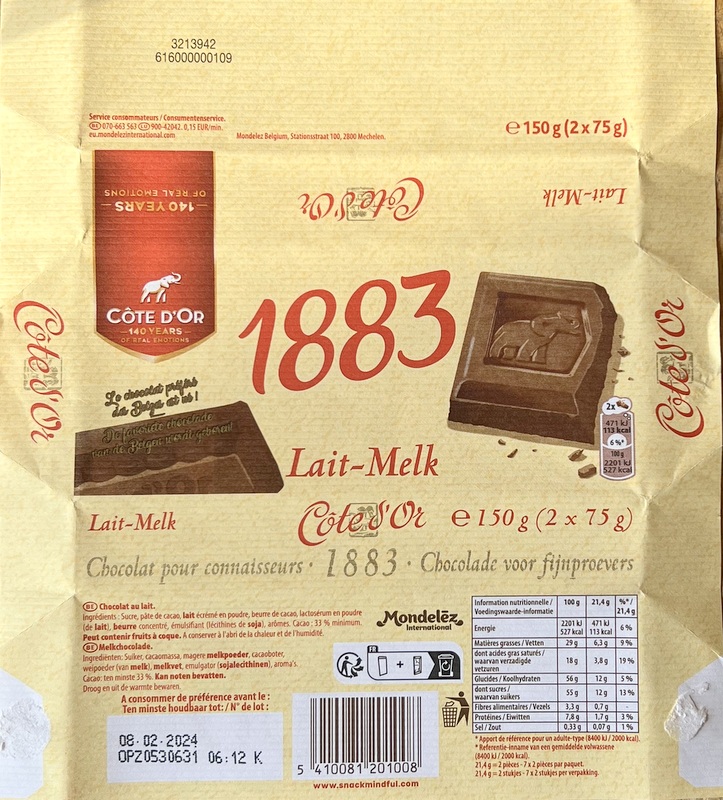 3213942
616000000109
Service consommateurs / Consumentenservice.
BE 070-663 563 LU 900-42042. 0,15 EUR/min.
eu.mondelezinternational.com
Mondelez Belgium, Stationsstraat 100, 2800 Mechelen.
e 150 g (2 x 75 g)
140 YEARS
OF REAL EMOTIONS
Côte d'Or
Lait-Melk
CÔTE D'OR
140 YEARS
OF REAL EMOTIONS
1883
Côte d'Or
Côte d'Or
Le chocolat préféré
des Belges est né !
De favoriete chocolade
van de Belgen werd geboren!
2x
471 kJ
113 kcal
6 %*
100 g
2201 kJ
527 kcal
Lait-Melk
Lait-Melk
Côte d'Or
e 150 g (2 x 75 g)
Chocolat pour connaisseurs · 1883 · Chocolade voor fijnproevers
BE Chocolat au lait.
Ingrédients : Sucre, pâte de cacao, lait écrémé en poudre, beurre de cacao, lactosérum en poudre
(de lait), beurre concentré, émulsifiant (lécithines de soja), arômes. Cacao : 33 % minimum.
Peut contenir fruits à coque. A conserver à l'abri de la chaleur et de l'humidité.
BE Melkchocolade.
Ingrediënten: Suiker, cacaomassa, magere melkpoeder, cacaoboter,
weipoeder (van melk), melkvet, emulgator (sojalecithinen), aroma's.
Cacao: ten minste 33 %. Kan noten bevatten.
Droog en uit de warmte bewaren.
A consommer de préférence avant le :
Ten minste houdbaar tot: / N° de lot :
08·02·2024
OPZ0530631 06:12 K
Mondelēz
International
FR
+
5 410081 201008
www.snackmindful.com
Information nutritionnelle / Voedingswaarde-informatie 100 g 21,4 g %*/ 21,4 g
Energie 2201 kJ 527 kcal 471 kJ 113 kcal 6 %
Matières grasses / Vetten 29 g 6,3 g 9 %
dont acides gras saturés / waarvan verzadigde vetzuren 18 g 3,8 g 19 %
Glucides / Koolhydraten 56 g 12 g 5 %
dont sucres / waarvan suikers 55 g 12 g 13 %
Fibres alimentaires / Vezels 3,3 g 0,7 g -
Protéines / Eiwitten 7,8 g 1,7 g 3 %
Sel / Zout 0,33 g 0,07 g 1 %
* Apport de référence pour un adulte-type (8400 kJ / 2000 kcal).
* Referentie-inname van een gemiddelde volwassene
(8400 kJ / 2000 kcal).
21,4 g = 2 pièces - 7 x 2 pièces par paquet.
21,4 g = 2 stukjes - 7 x 2 stukjes per verpakking.